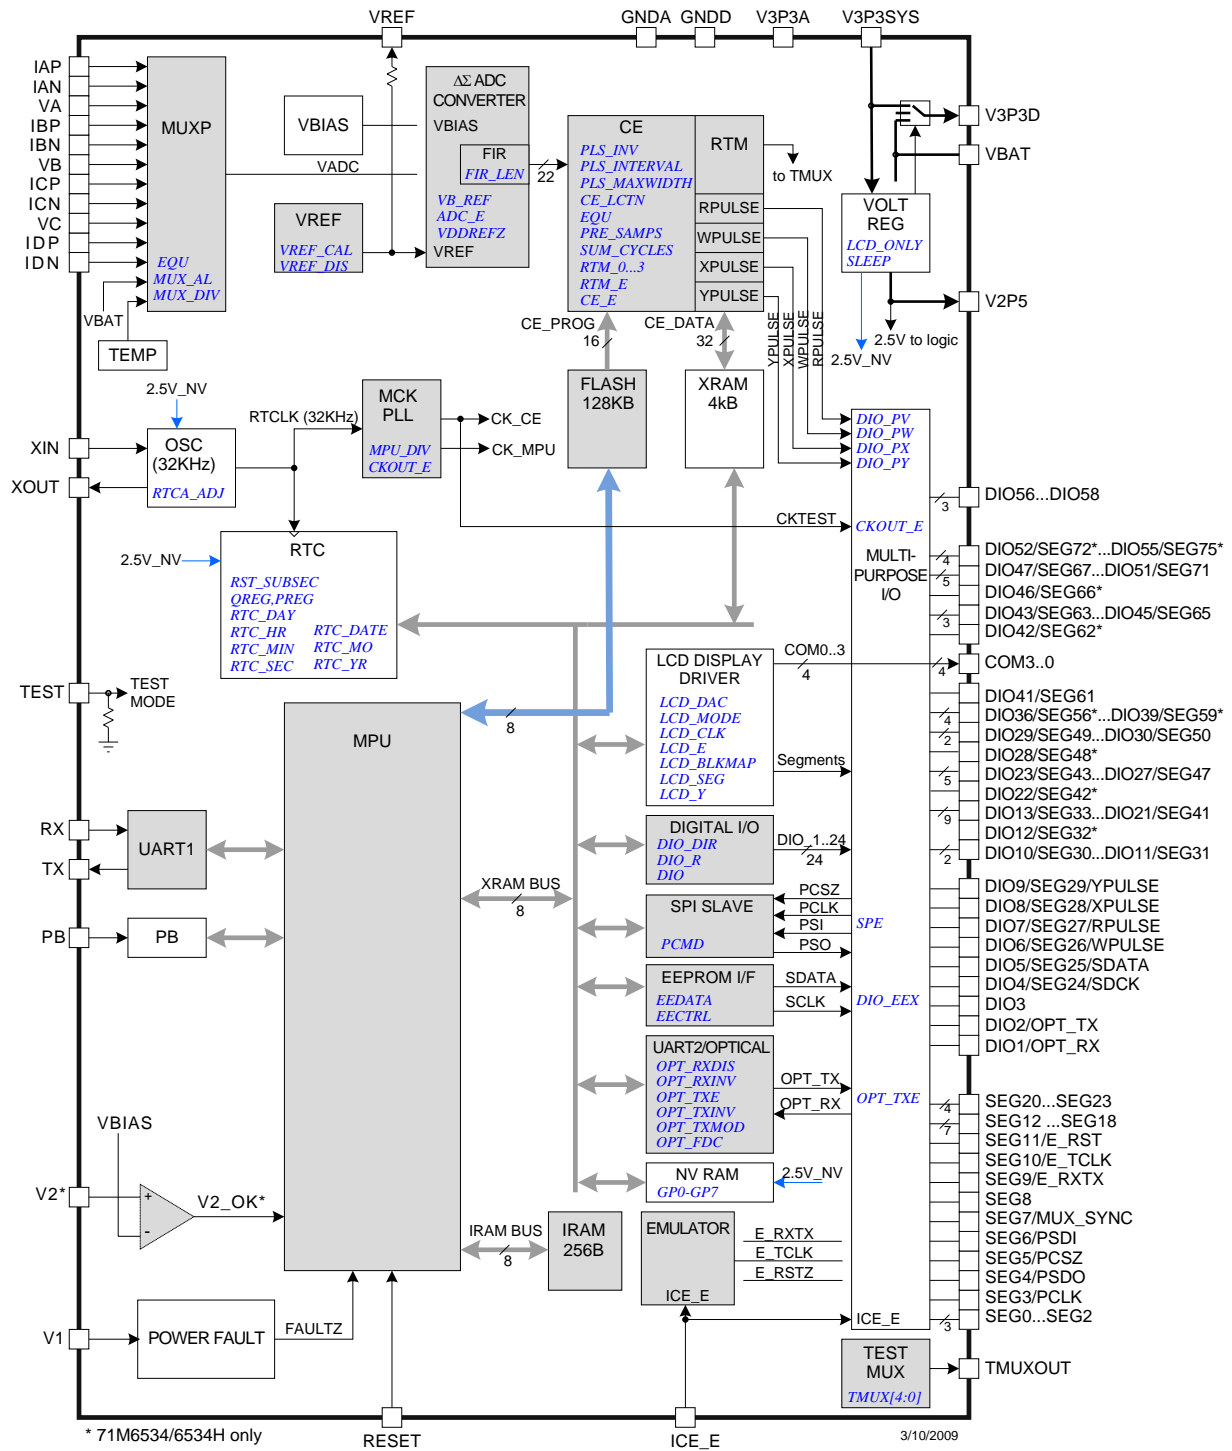 VREF
GNDA GNDD
V3P3A
V3P3SYS
IAP
IAN
VA
IBP
IBN
VB
ICP
ICN
VC
IDP
IDN
MUXP
EQU
MUX_AL
MUX_DIV
VBAT
TEMP
VBIAS
VADC
VREF
VREF_CAL
VREF_DIS
ΔΣ ADC
CONVERTER
VBIAS
FIR
FIR_LEN
VB_REF
ADC_E
VDDREFZ
VREF
22
CE
PLS_INV
PLS_INTERVAL
PLS_MAXWIDTH
CE_LCTN
EQU
PRE_SAMPS
SUM_CYCLES
RTM_0...3
RTM_E
CE_E
RTM
to TMUX
RPULSE
WPULSE
XPULSE
YPULSE
V3P3D
VBAT
VOLT
REG
LCD_ONLY
SLEEP
V2P5
2.5V to logic
2.5V_NV
CE_PROG
16
CE_DATA
32
YPULSE
XPULSE
WPULSE
RPULSE
FLASH
128KB
XRAM
4kB
2.5V_NV
XIN
XOUT
OSC
(32KHz)
RTCA_ADJ
RTCLK (32KHz)
MCK
PLL
MPU_DIV
CKOUT_E
CK_CE
CK_MPU
DIO_PV
DIO_PW
DIO_PX
DIO_PY
CKTEST
CKOUT_E
MULTI-
PURPOSE
I/O
3
DIO56...DIO58
4
DIO52/SEG72*...DIO55/SEG75*
5
DIO47/SEG67...DIO51/SEG71
DIO46/SEG66*
3
DIO43/SEG63...DIO45/SEG65
DIO42/SEG62*
2.5V_NV
RTC
RST_SUBSEC
QREG,PREG
RTC_DAY
RTC_HR
RTC_DATE
RTC_MIN
RTC_MO
RTC_SEC
RTC_YR
LCD DISPLAY
DRIVER
LCD_DAC
LCD_MODE
LCD_CLK
LCD_E
LCD_BLKMAP
LCD_SEG
LCD_Y
COM0..3
4
4
COM3..0
Segments
TEST
TEST
MODE
MPU
8
DIO41/SEG61
4
DIO36/SEG56*...DIO39/SEG59*
2
DIO29/SEG49...DIO30/SEG50
DIO28/SEG48*
5
DIO23/SEG43...DIO27/SEG47
DIO22/SEG42*
9
DIO13/SEG33...DIO21/SEG41
DIO12/SEG32*
2
DIO10/SEG30...DIO11/SEG31
RX
TX
UART1
DIGITAL I/O
DIO_DIR
DIO_R
DIO
DIO_1..24
24
XRAM BUS
8
PB
PB
SPI SLAVE
PCMD
PCSZ
PCLK
PSI
PSO
SPE
DIO9/SEG29/YPULSE
DIO8/SEG28/XPULSE
DIO7/SEG27/RPULSE
DIO6/SEG26/WPULSE
DIO5/SEG25/SDATA
DIO4/SEG24/SDCK
DIO3
DIO2/OPT_TX
DIO1/OPT_RX
EEPROM I/F
EEDATA
EECTRL
SDATA
SCLK
DIO_EEX
UART2/OPTICAL
OPT_RXDIS
OPT_RXINV
OPT_TXE
OPT_TXINV
OPT_TXMOD
OPT_FDC
OPT_TX
OPT_RX
OPT_TXE
4
SEG20...SEG23
7
SEG12 ...SEG18
SEG11/E_RST
SEG10/E_TCLK
SEG9/E_RXTX
SEG8
SEG7/MUX_SYNC
SEG6/PSDI
SEG5/PCSZ
SEG4/PSDO
SEG3/PCLK
3
SEG0...SEG2
NV RAM
GP0-GP7
2.5V_NV
VBIAS
V2*
+
-
V2_OK*
IRAM BUS
8
IRAM
256B
EMULATOR
E_RXTX
E_TCLK
E_RSTZ
ICE_E
ICE_E
V1
POWER FAULT
FAULTZ
TEST
MUX
TMUX[4:0]
TMUXOUT
* 71M6534/6534H only
RESET
ICE_E
3/10/2009